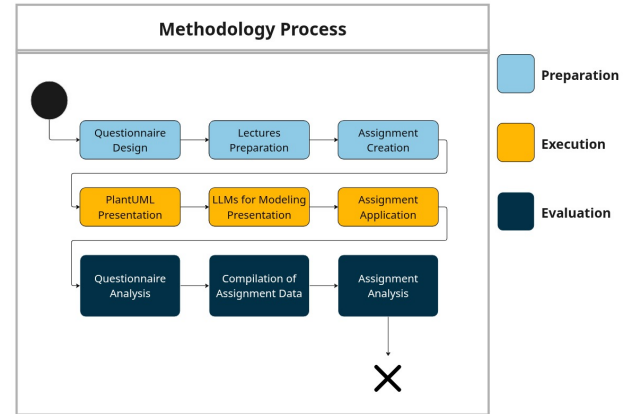 Methodology Process
Preparation
Questionnaire
Design
Lectures
Preparation
Assignment
Creation
Execution
PlantUML
Presentation
LLMs for Modeling
Presentation
Assignment
Application
Evaluation
Questionnaire
Analysis
Compilation of
Assignment Data
Assignment
Analysis